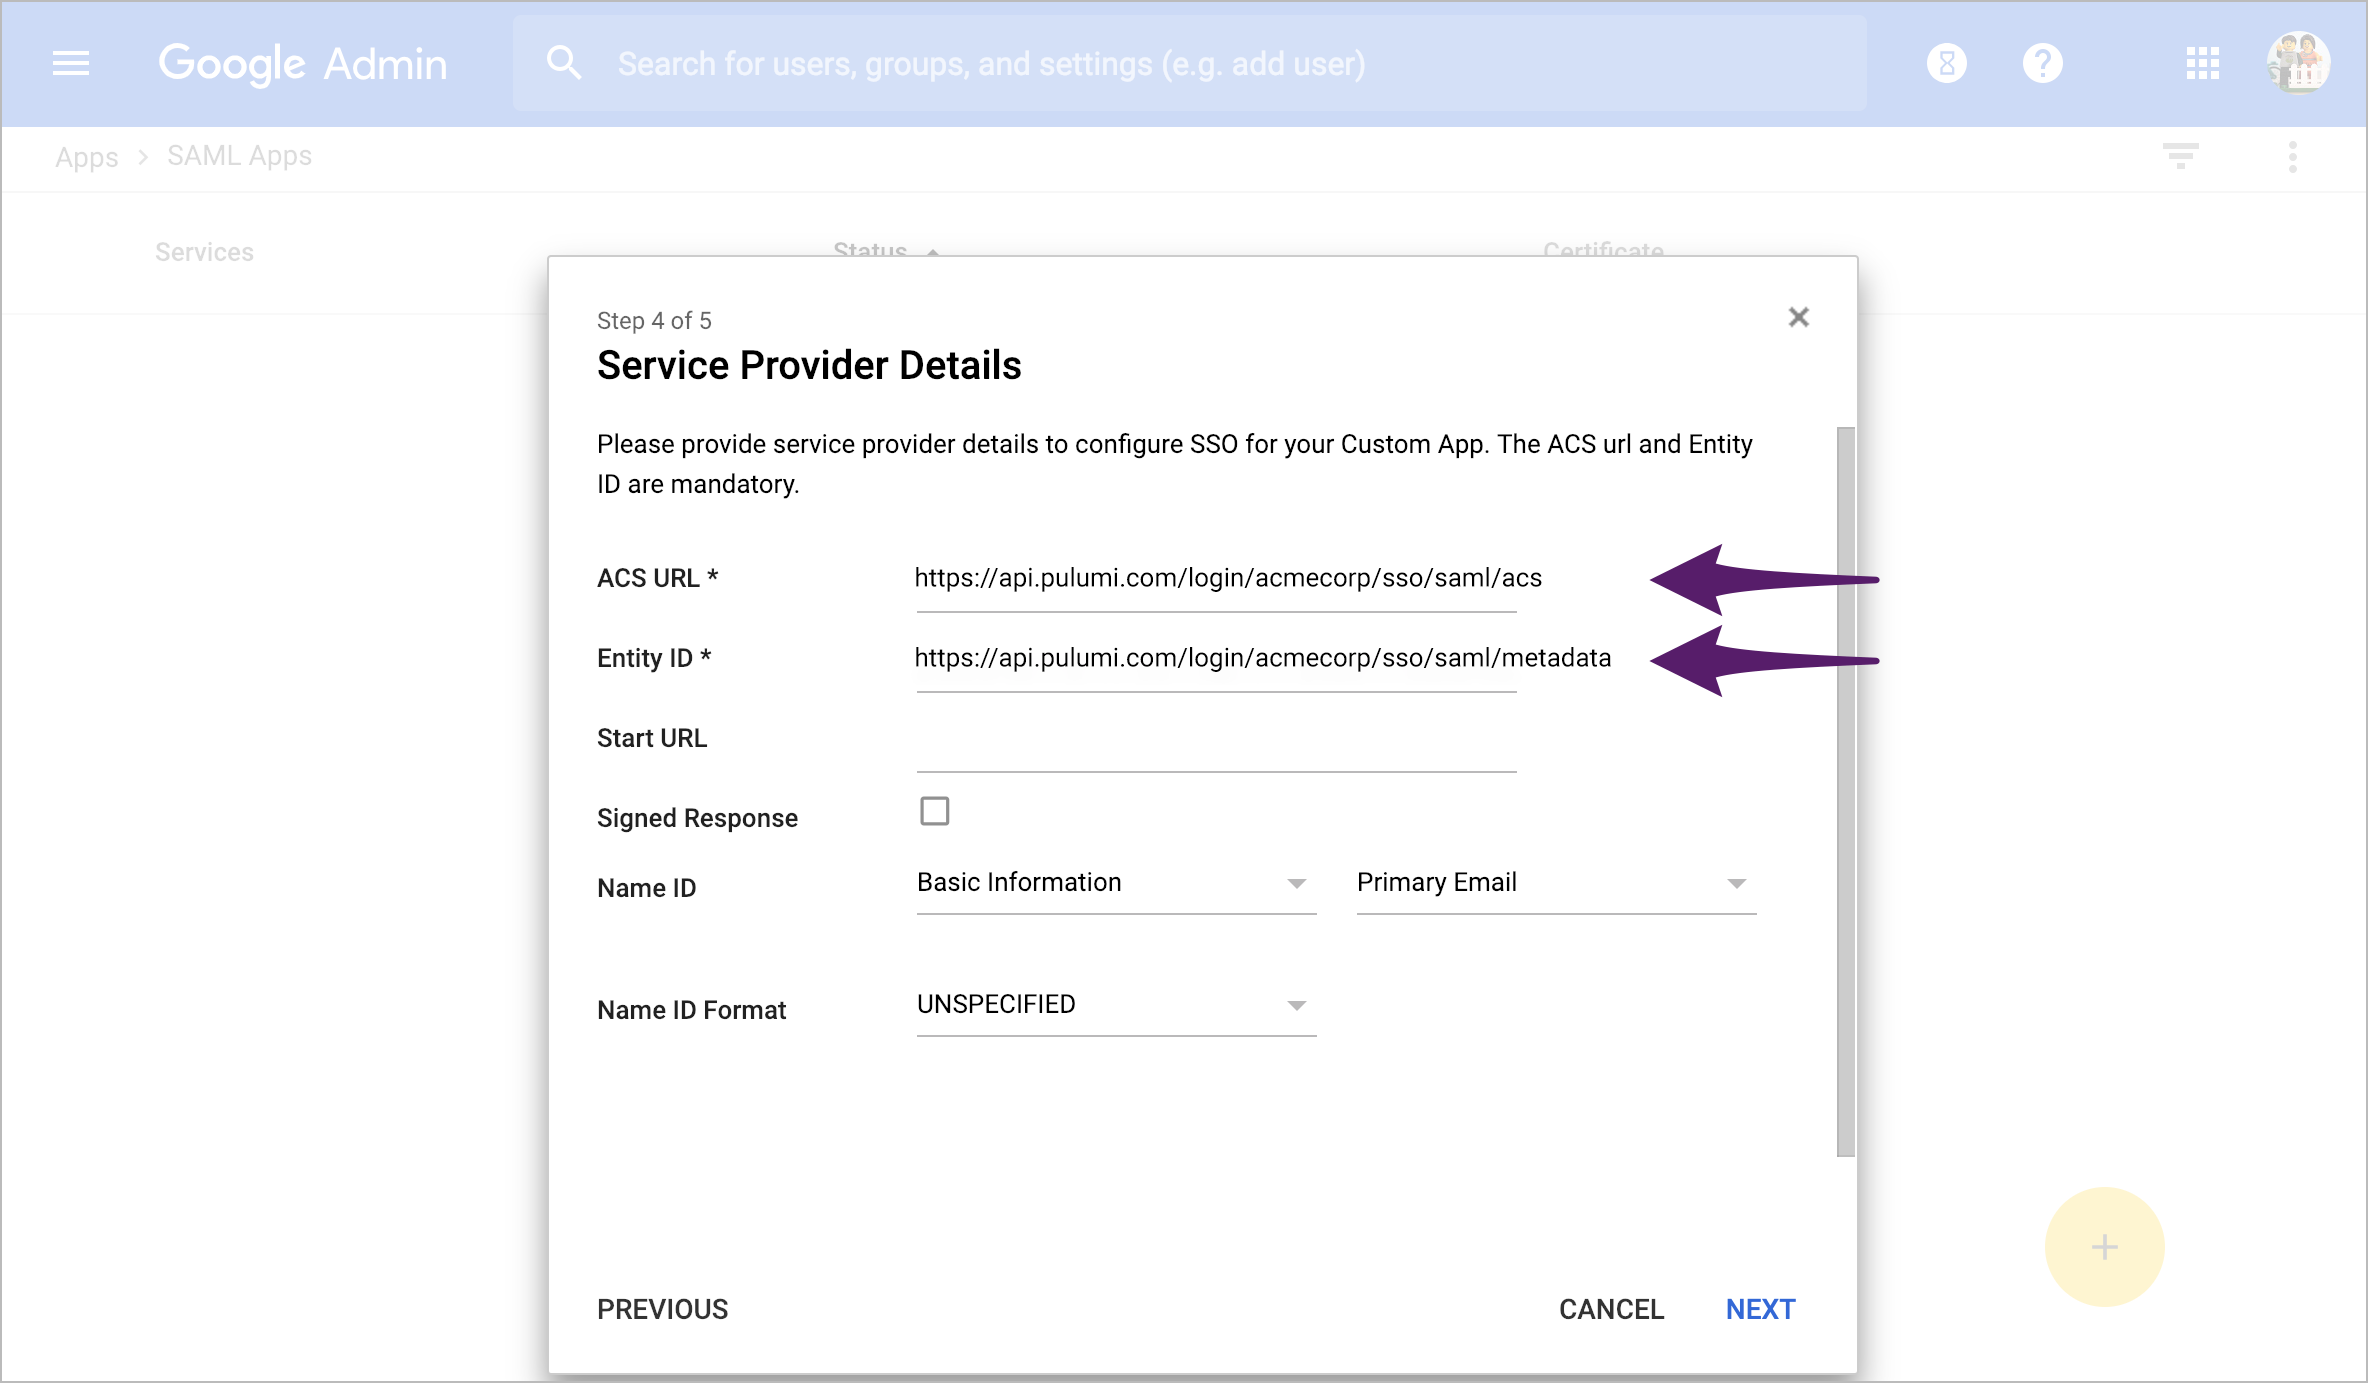 Google Admin
Search for users, groups, and settings (e.g. add user)
Apps > SAML Apps
Services
Status
Certificate
Step 4 of 5
Service Provider Details
Please provide service provider details to configure SSO for your Custom App. The ACS url and Entity
ID are mandatory.
ACS URL *
https://api.pulumi.com/login/acmecorp/sso/saml/acs
Entity ID *
https://api.pulumi.com/login/acmecorp/sso/saml/metadata
Start URL
Signed Response
Name ID
Basic Information
Primary Email
Name ID Format
UNSPECIFIED
PREVIOUS
CANCEL
NEXT